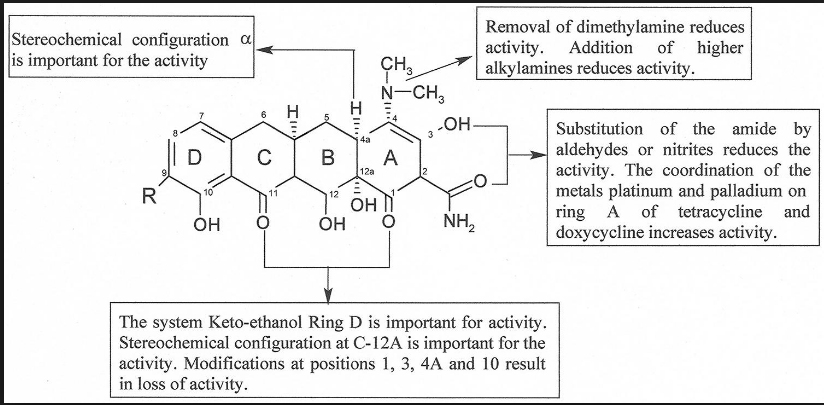 Stereochemical configuration α
is important for the activity
Removal of dimethylamine reduces
activity. Addition of higher
alkylamines reduces activity.
CH3
H
N
CH3
H
6
5
4
7
8
4a
3
OH
D
C
B
A
9
12a
2
R
10
11
12
OH
1
O
OH
O
OH
O
NH2
Substitution of the amide by
aldehydes or nitrites reduces the
activity. The coordination of the
metals platinum and palladium on
ring A of tetracycline and
doxycycline increases activity.
The system Keto-ethanol Ring D is important for activity.
Stereochemical configuration at C-12A is important for the
activity. Modifications at positions 1, 3, 4A and 10 result
in loss of activity.